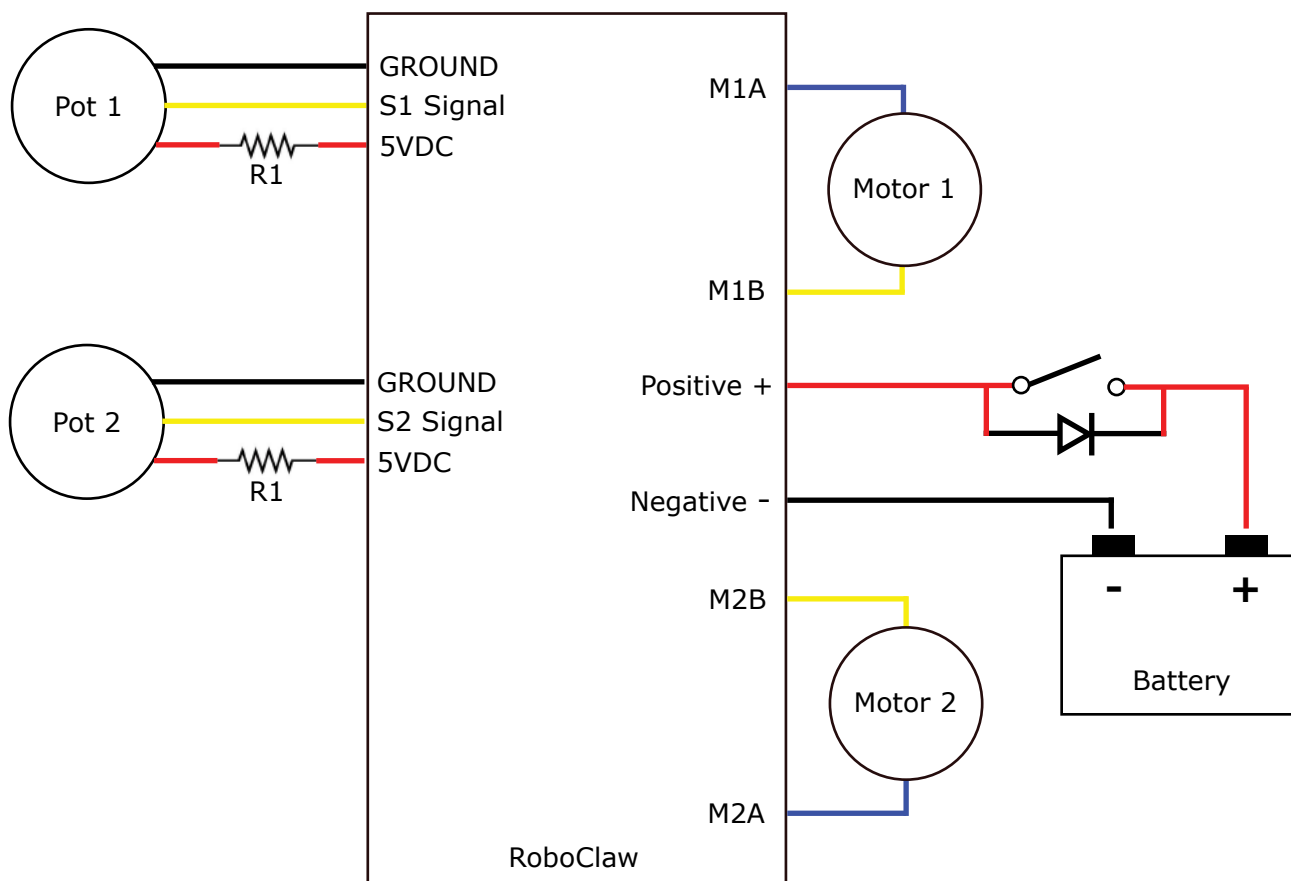 Pot 1
GROUND
S1 Signal
5VDC
R1
Pot 2
GROUND
S2 Signal
5VDC
R1
M1A
Motor 1
M1B
Positive +
Negative -
- +
Battery
M2B
Motor 2
M2A
RoboClaw